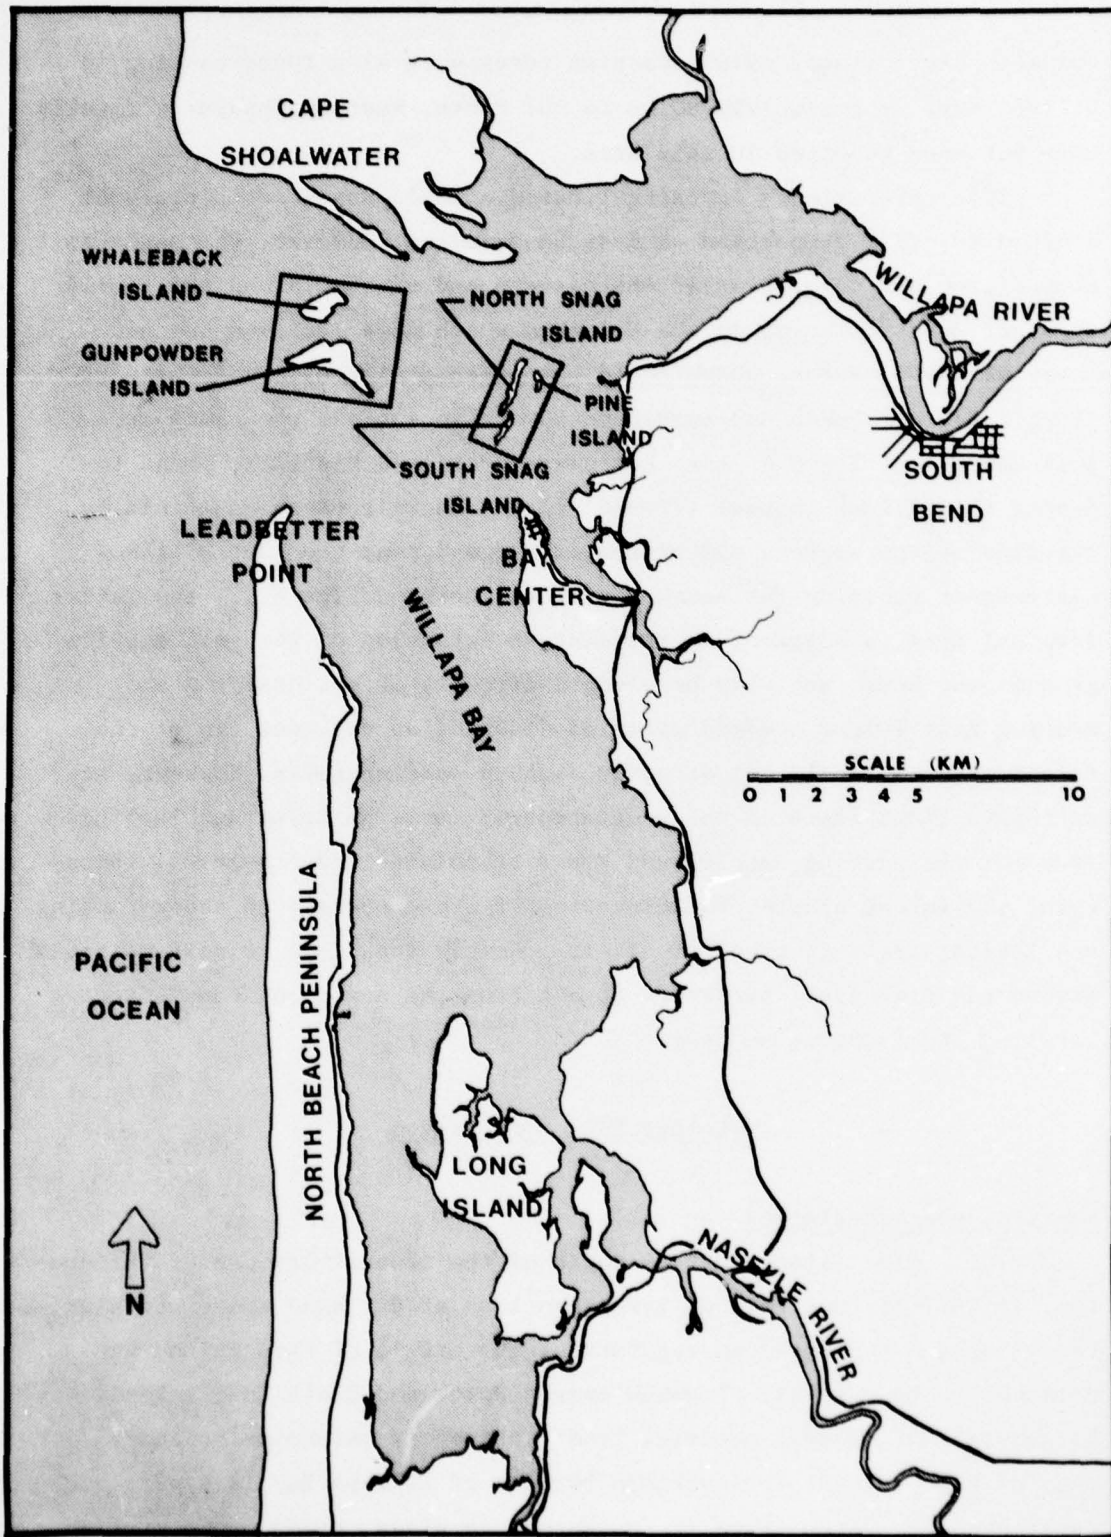 CAPE
SHOALWATER
WHALEBACK
ISLAND
NORTH SNAG
ISLAND
WILLAPA RIVER
GUNPOWDER
ISLAND
PINE
ISLAND
SOUTH SNAG
ISLAND
SOUTH
BEND
LEADBETTER
POINT
BAY
CENTER
WILLAPA BAY
SCALE (KM)
0 1 2 3 4 5 10
PACIFIC
OCEAN
NORTH BEACH PENINSULA
LONG
ISLAND
NASELLE RIVER
N